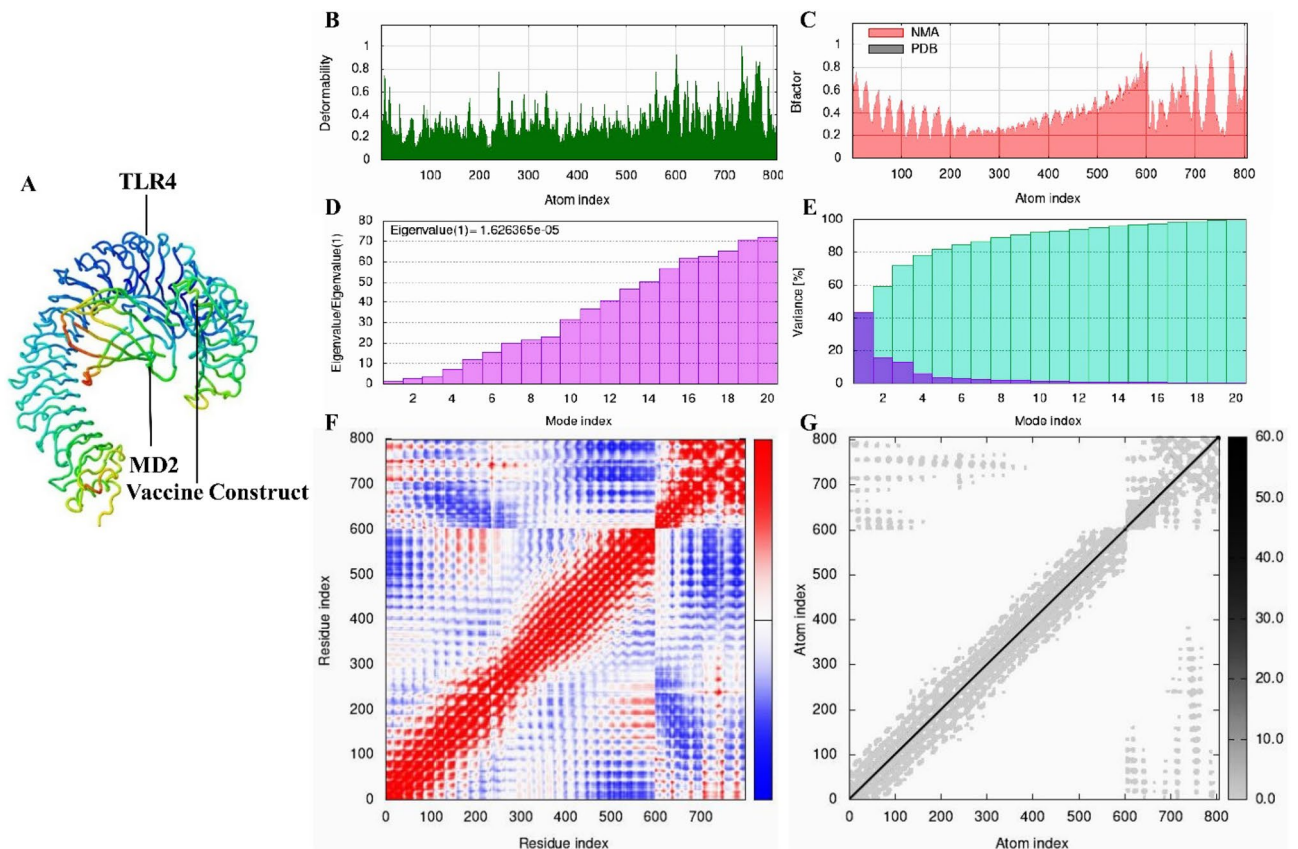 A
TLR4
MD2
Vaccine Construct
B
Deformability
1
0.8
0.6
0.4
0.2
0
100 200 300 400 500 600 700 800
Atom index
C
NMA
PDB
Bfactor
1
0.8
0.6
0.4
0.2
0
100 200 300 400 500 600 700 800
Atom index
D
Eigenvalue(1) = 1.626365e-05
Eigenvalue/Eigenvalue(1)
80
70
60
50
40
30
20
10
0
2 4 6 8 10 12 14 16 18 20
Mode index
E
Variance [%]
100
80
60
40
20
0
2 4 6 8 10 12 14 16 18 20
Mode index
F
Residue index
800
700
600
500
400
300
200
100
0
0 100 200 300 400 500 600 700
Residue index
G
Atom index
800
700
600
500
400
300
200
100
0
0 100 200 300 400 500 600 700 800
Atom index
60.0
50.0
40.0
30.0
20.0
10.0
0.0